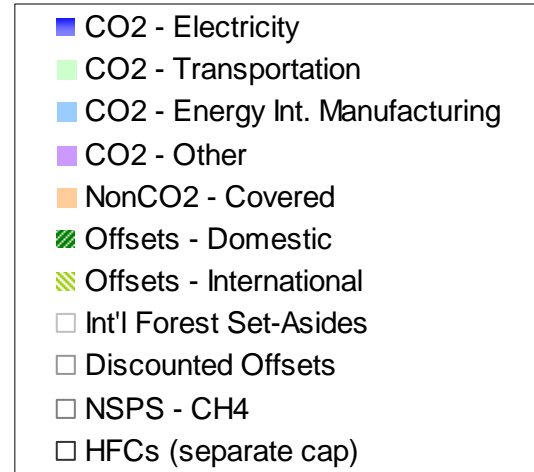 CO2 - Electricity
CO2 - Transportation
CO2 - Energy Int. Manufacturing
CO2 - Other
NonCO2 - Covered
Offsets - Domestic
Offsets - International
Int'l Forest Set-Asides
Discounted Offsets
NSPS - CH4
HFCs (separate cap)